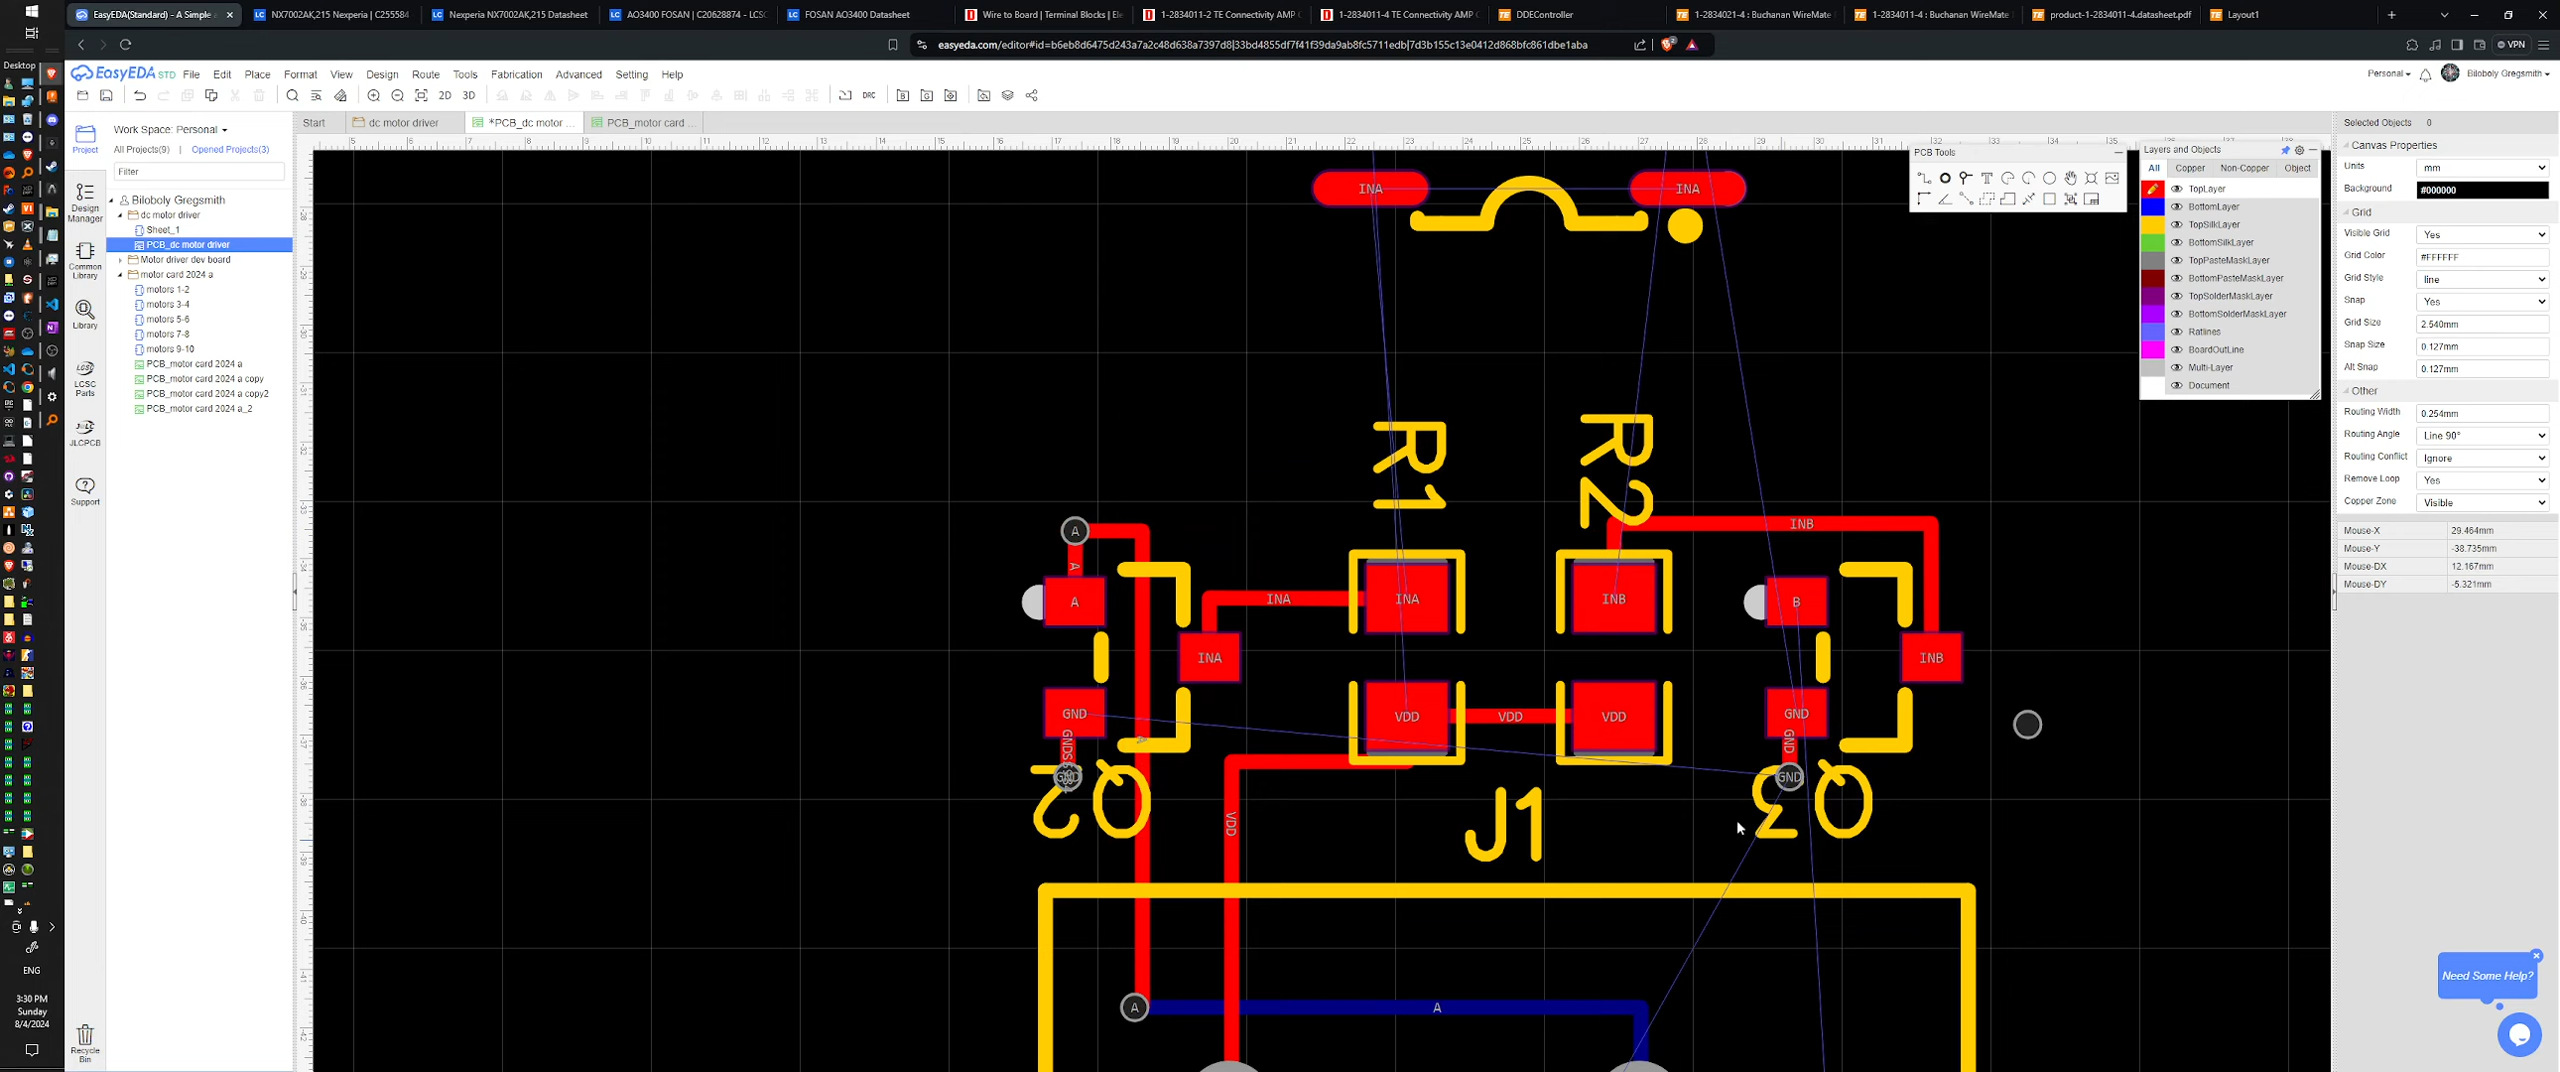 EasyEDA(Standard) - A Simple
NX7002AK,215 Nexperia | C255584
Nexperia NX7002AK,215 Datasheet
AO3400 FOSAN | C20628874 - LCSC
FOSAN AO3400 Datasheet
Wire to Board | Terminal Blocks | Ele
1-2834011-2 TE Connectivity AMP C
1-2834011-4 TE Connectivity AMP C
DDEController
1-2834021-4 : Buchanan WireMate
1-2834011-4 : Buchanan WireMate
product-1-2834011-4.datasheet.pdf
Layout1
easyeda.com/editor#id=b6eb8d6475d243a7a2c48d638a7397d8|33bd4855df7f41f39da9ab8fc5711edb|7d3b155c13e0412d868bfc861dbe1aba
VPN
Desktop
EasyEDA STD File Edit Place Format View Design Route Tools Fabrication Advanced Setting Help
Personal Biloboly Gregsmith
2D 3D DRC
Project
Design Manager
Common Library
Library
LCSC Parts
JLCPCB
Support
Recycle Bin
Work Space: Personal
All Projects(9) | Opened Projects(3)
Filter
Biloboly Gregsmith
dc motor driver
Sheet_1
PCB_dc motor driver
Motor driver dev board
motor card 2024 a
motors 1-2
motors 3-4
motors 5-6
motors 7-8
motors 9-10
PCB_motor card 2024 a
PCB_motor card 2024 a copy
PCB_motor card 2024 a copy2
PCB_motor card 2024 a_2
Start
dc motor driver
*PCB_dc motor ...
PCB_motor card ...
INA INA
R1 R2
A INB
A
A INA INA INB B
INA INB
GND VDD VDD VDD GND
GND
GND GND
Q2 J1 Q3
VDD
A A
PCB Tools
Layers and Objects
All Copper Non-Copper Object
TopLayer
BottomLayer
TopSilkLayer
BottomSilkLayer
TopPasteMaskLayer
BottomPasteMaskLayer
TopSolderMaskLayer
BottomSolderMaskLayer
Ratlines
BoardOutLine
Multi-Layer
Document
Selected Objects 0
Canvas Properties
Units mm
Background #000000
Grid
Visible Grid Yes
Grid Color #FFFFFF
Grid Style line
Snap Yes
Grid Size 2.540mm
Snap Size 0.127mm
Alt Snap 0.127mm
Other
Routing Width 0.254mm
Routing Angle Line 90°
Routing Conflict Ignore
Remove Loop Yes
Copper Zone Visible
Mouse-X 29.464mm
Mouse-Y -38.735mm
Mouse-DX 12.167mm
Mouse-DY -5.321mm
Need Some Help?
ENG
3:30 PM
Sunday
8/4/2024